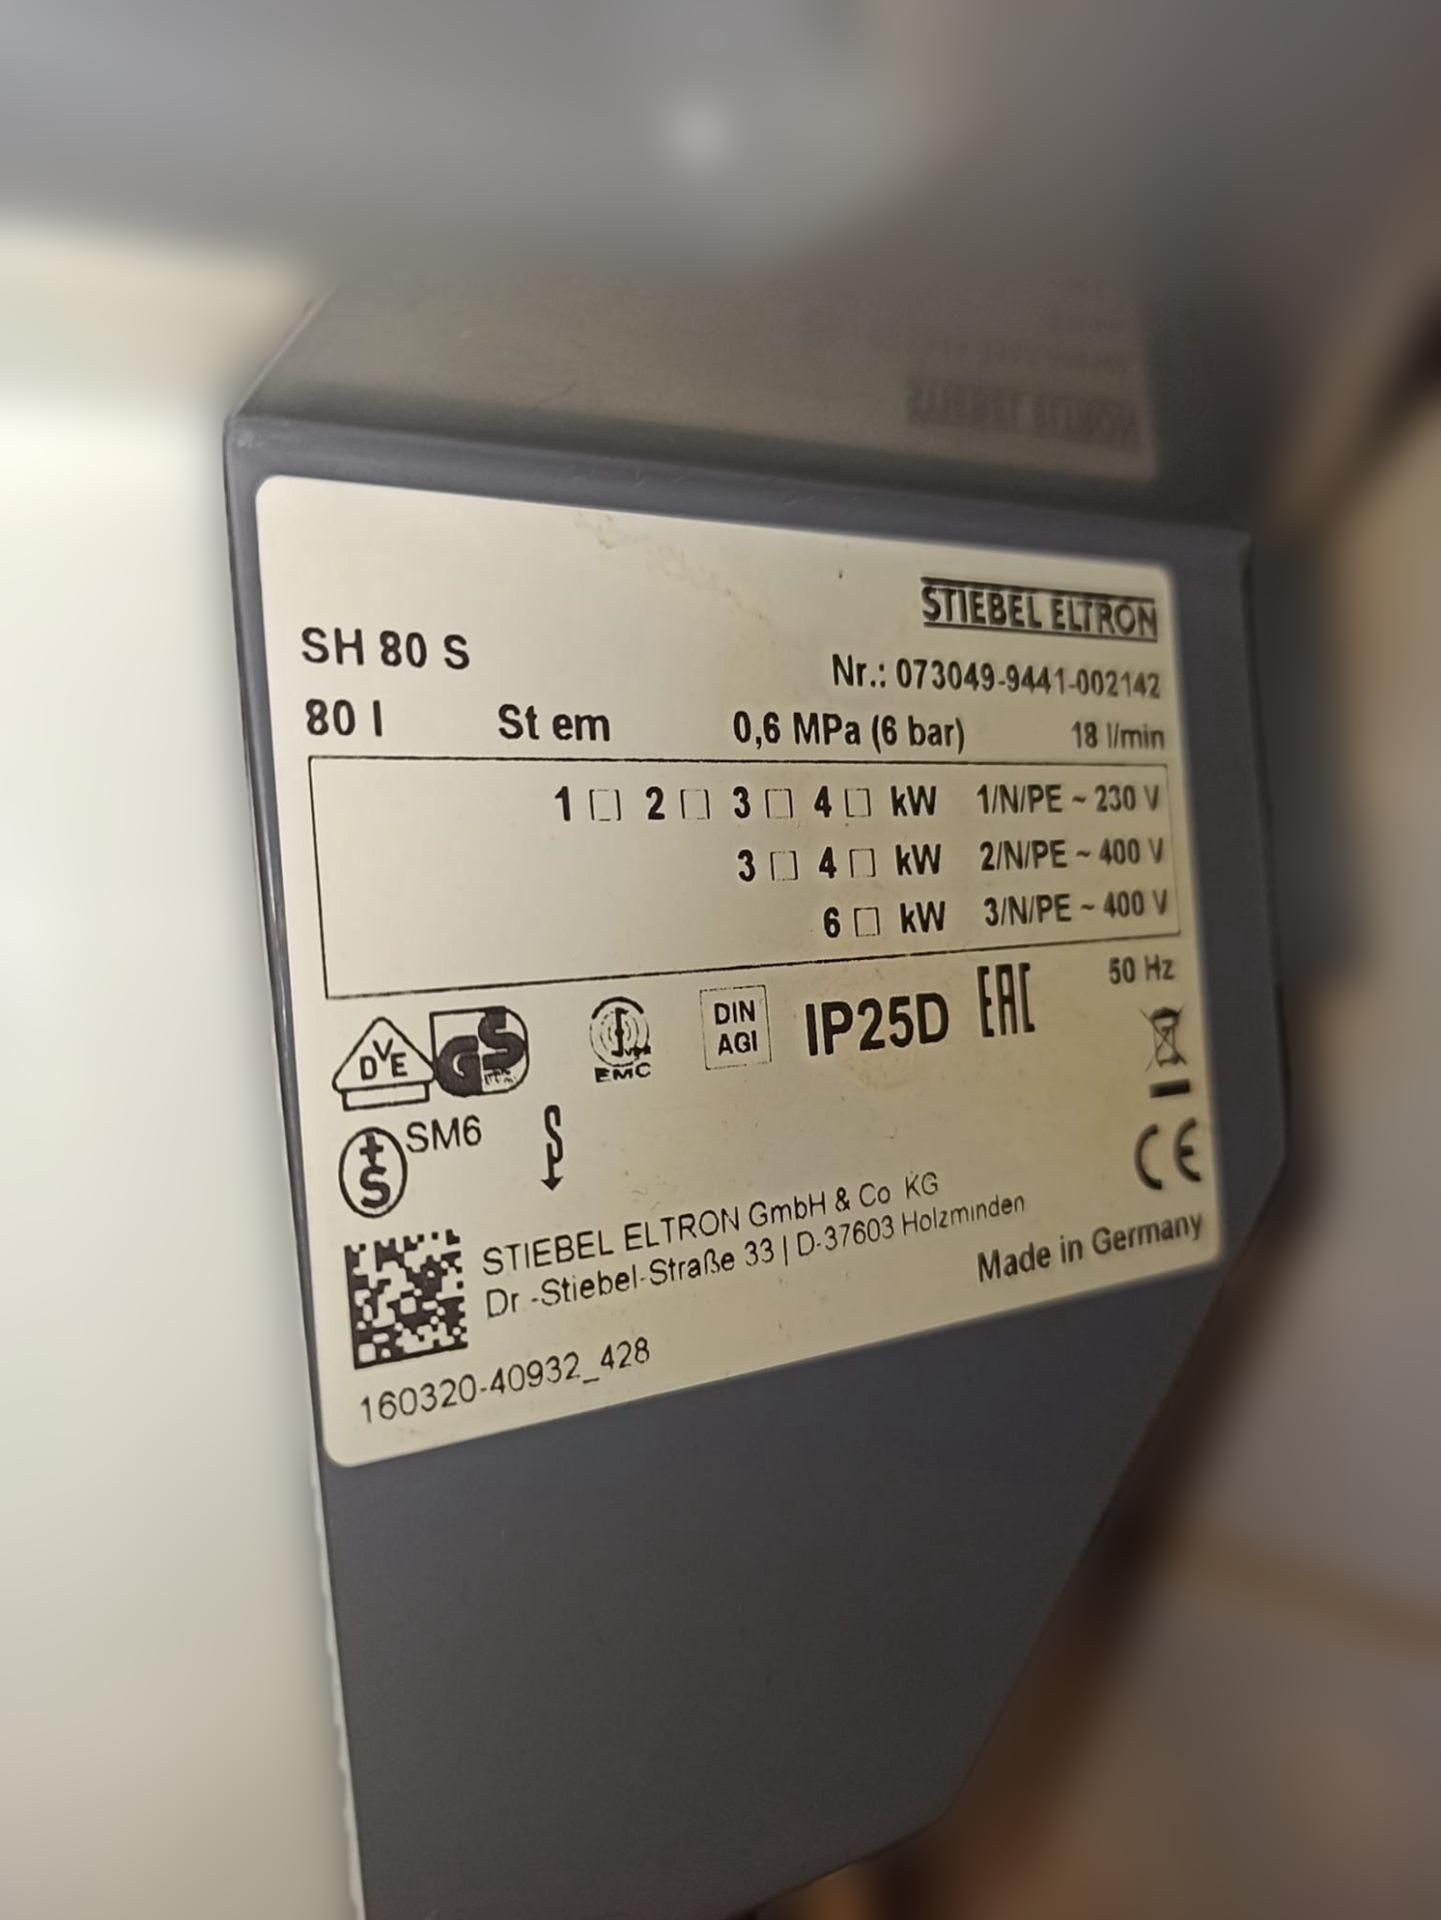 STIEBEL ELTRON
SH 80 S
Nr.: 073049-9441-002142
80 l St em 0,6 MPa (6 bar) 18 l/min
1 □ 2 □ 3 □ 4 □ kW 1/N/PE ~ 230 V
3 □ 4 □ kW 2/N/PE ~ 400 V
6 □ kW 3/N/PE ~ 400 V
50 Hz
DVE GS EMC DIN AGI IP25D EAC
+S SM6
CE
STIEBEL ELTRON GmbH & Co KG
Dr.-Stiebel-Straße 33 | D-37603 Holzminden
Made in Germany
160320-40932_428